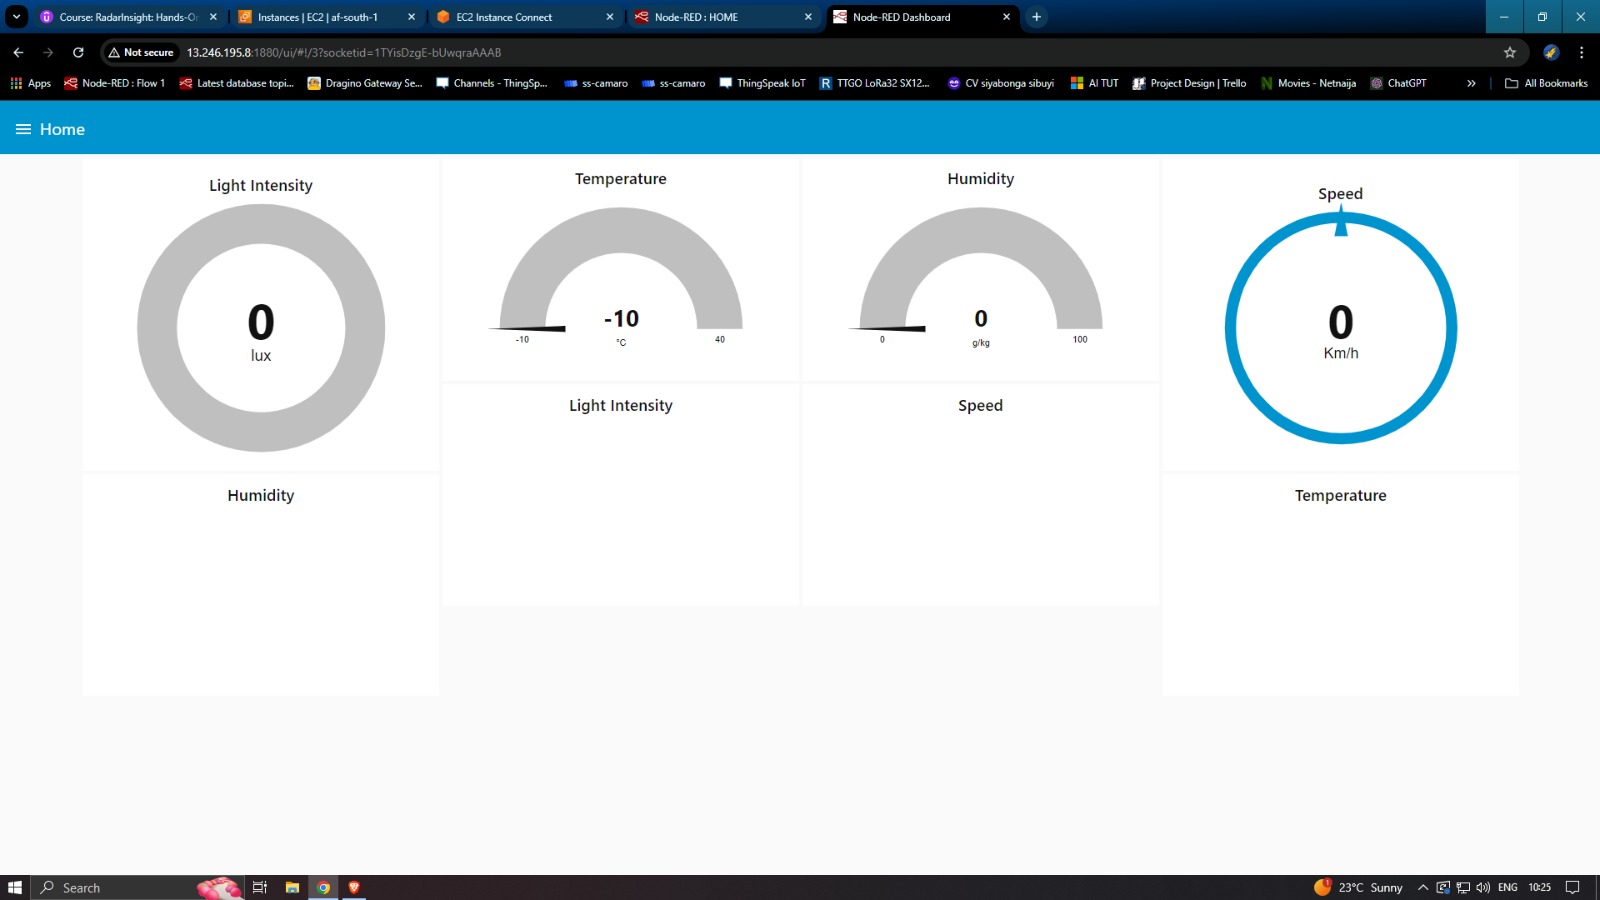 Course: RadarInsight: Hands-O
Instances | EC2 | af-south-1
EC2 Instance Connect
Node-RED : HOME
Node-RED Dashboard
Not secure
13.246.195.8:1880/ui/#!/3?socketid=1TYisDzgE-bUwqraAAAB
Apps
Node-RED : Flow 1
Latest database topi...
Dragino Gateway Se...
Channels - ThingSp...
ss-camaro
ss-camaro
ThingSpeak IoT
R TTGO LoRa32 SX12...
CV siyabonga sibuyi
AI TUT
Project Design | Trello
N Movies - Netnaija
ChatGPT
»
All Bookmarks
Home
Light Intensity
0
lux
Temperature
-10
-10
°C
40
Humidity
0
0
g/kg
100
Speed
0
Km/h
Light Intensity
Speed
Humidity
Temperature
Search
1
23°C Sunny
ENG
10:25